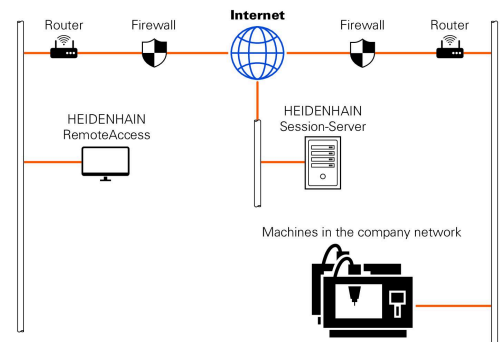 Internet
Router
Firewall
Firewall
Router
HEIDENHAIN
RemoteAccess
HEIDENHAIN
Session-Server
Machines in the company network